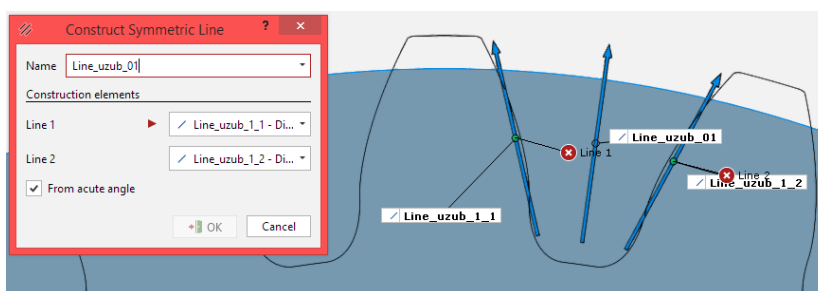 Construct Symmetric Line ? ×
Name Line_uzub_01
Construction elements
Line 1 Line_uzub_1_1 - Di...
Line 2 Line_uzub_1_2 - Di...
From acute angle
OK Cancel
Line_uzub_01
Line 1
Line 2
Line_uzub_1_2
Line_uzub_1_1